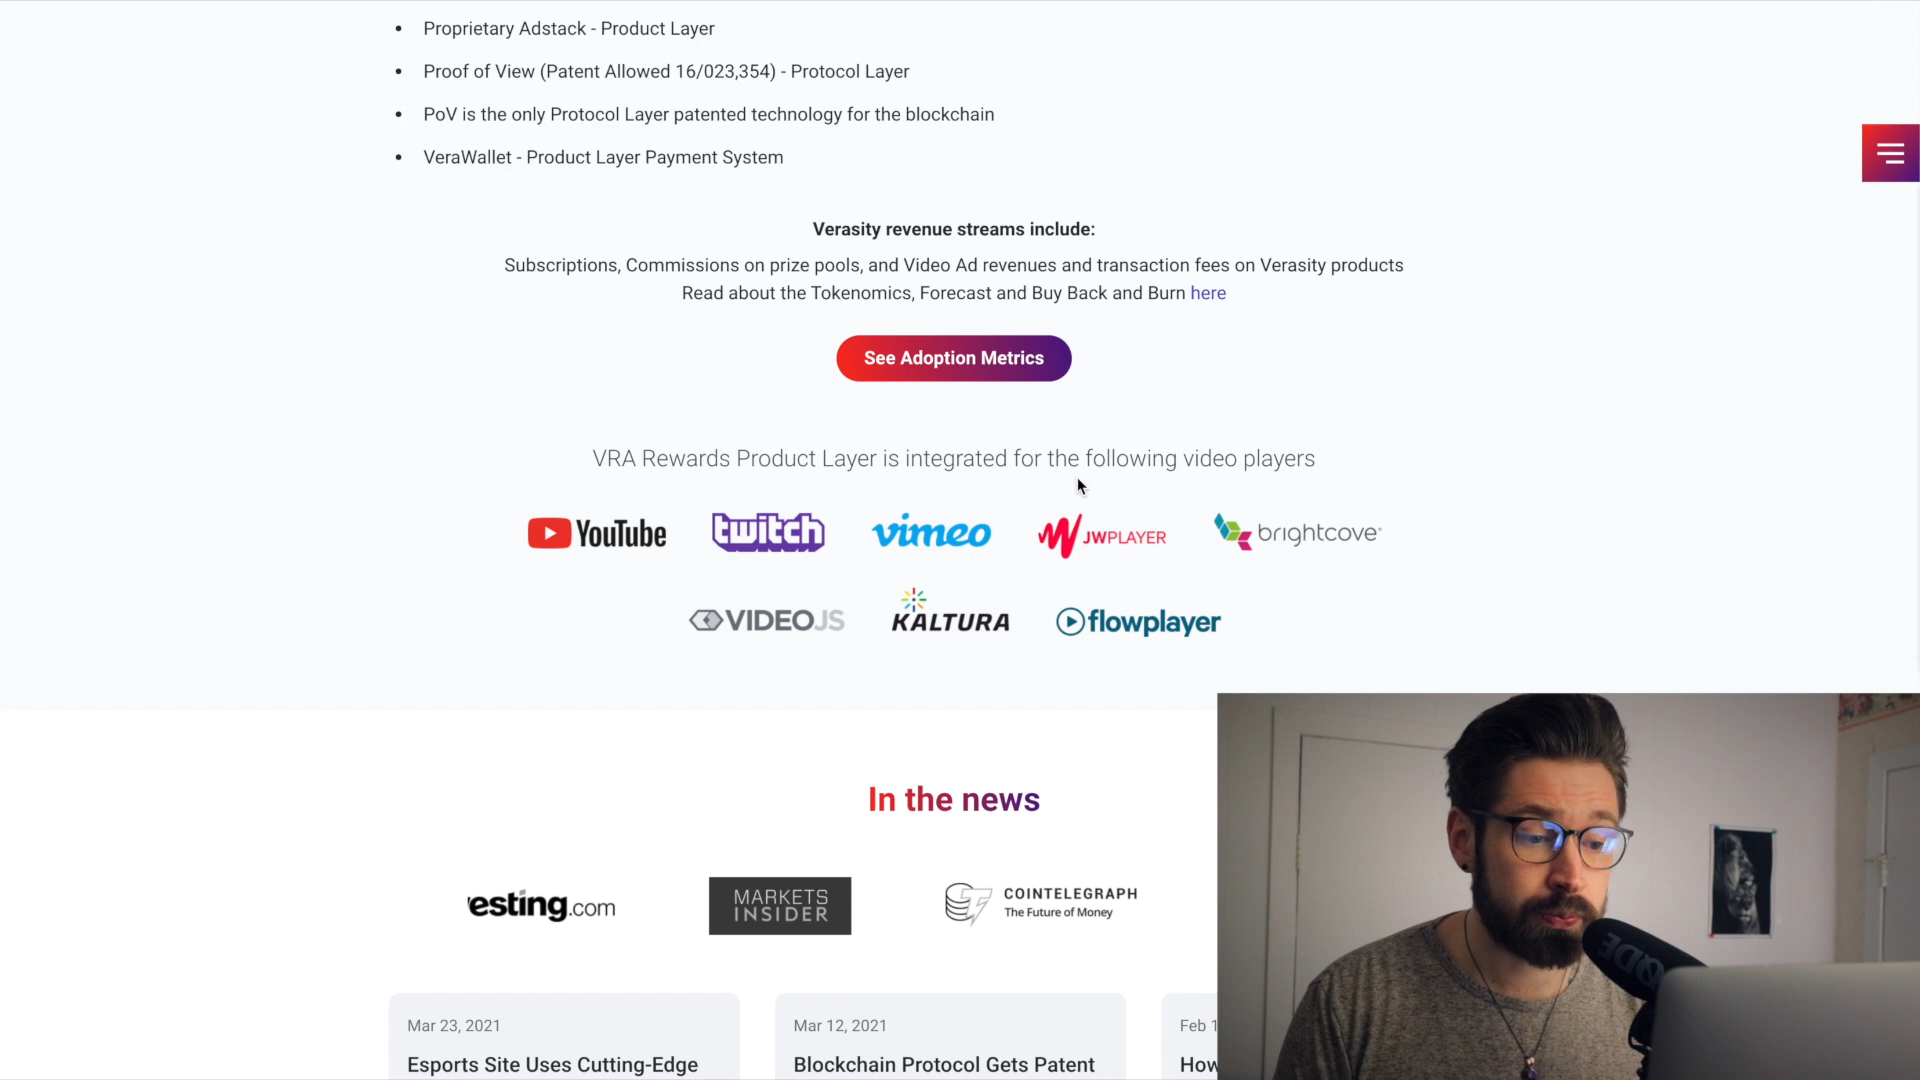 Proprietary Adstack - Product Layer
Proof of View (Patent Allowed 16/023,354) - Protocol Layer
PoV is the only Protocol Layer patented technology for the blockchain
VeraWallet - Product Layer Payment System
Verasity revenue streams include:
Subscriptions, Commissions on prize pools, and Video Ad revenues and transaction fees on Verasity products
Read about the Tokenomics, Forecast and Buy Back and Burn here
See Adoption Metrics
VRA Rewards Product Layer is integrated for the following video players
YouTube twitch vimeo JWPLAYER brightcove
VIDEOJS KALTURA flowplayer
In the news
esting.com
MARKETS
INSIDER
COINTELEGRAPH
The Future of Money
Mar 23, 2021
Esports Site Uses Cutting-Edge
Mar 12, 2021
Blockchain Protocol Gets Patent
Feb 1
How